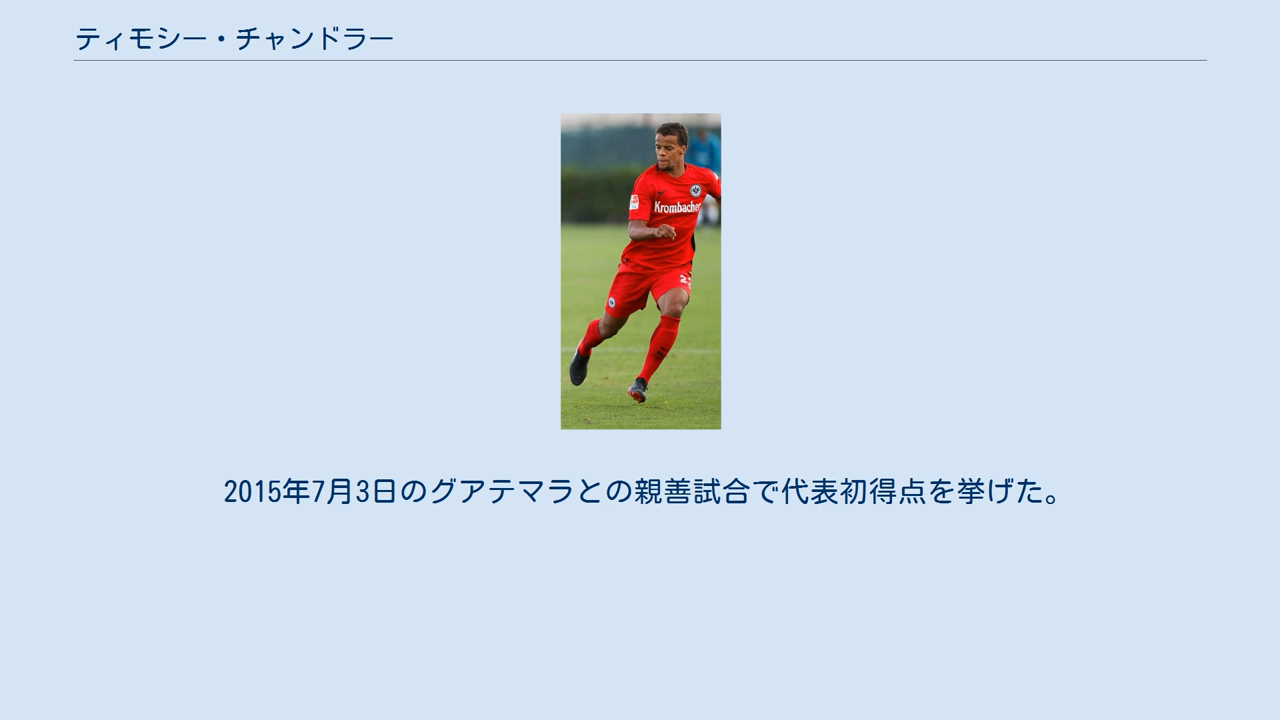 ティモシー・チャンドラー
Krombacher
2015年7月3日のグアテマラとの親善試合で代表初得点を挙げた。